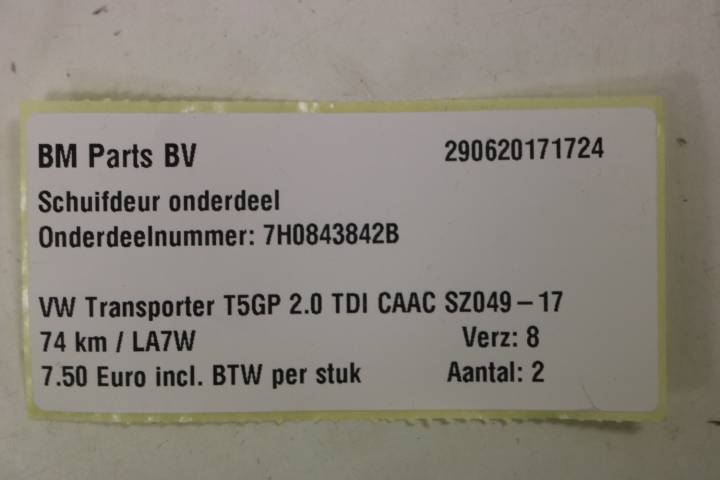 BM Parts BV 290620171724
Schuifdeur onderdeel
Onderdeelnummer: 7H0843842B
VW Transporter T5GP 2.0 TDI CAAC SZ049 – 17
74 km / LA7W Verz: 8
7.50 Euro incl. BTW per stuk Aantal: 2